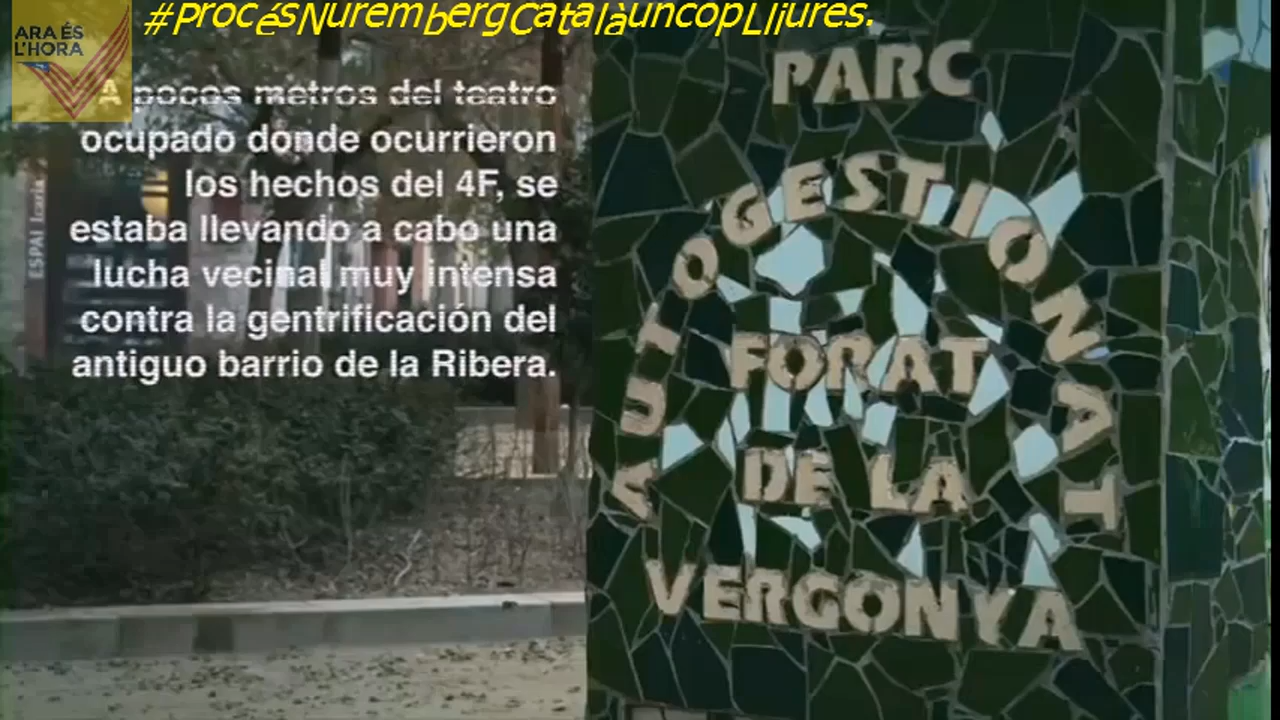 #ProcésNurembergCatalàuncopLliures.
ARA ÉS
L'HORA
A pocos metros del teatro
ocupado donde ocurrieron
los hechos del 4F, se
estaba llevando a cabo una
lucha vecinal muy intensa
contra la gentrificación del
antiguo barrio de la Ribera.
ESPAI Icaria
PARC
AUTOGESTIONAT
FORAT
DE LA
VERGONYA